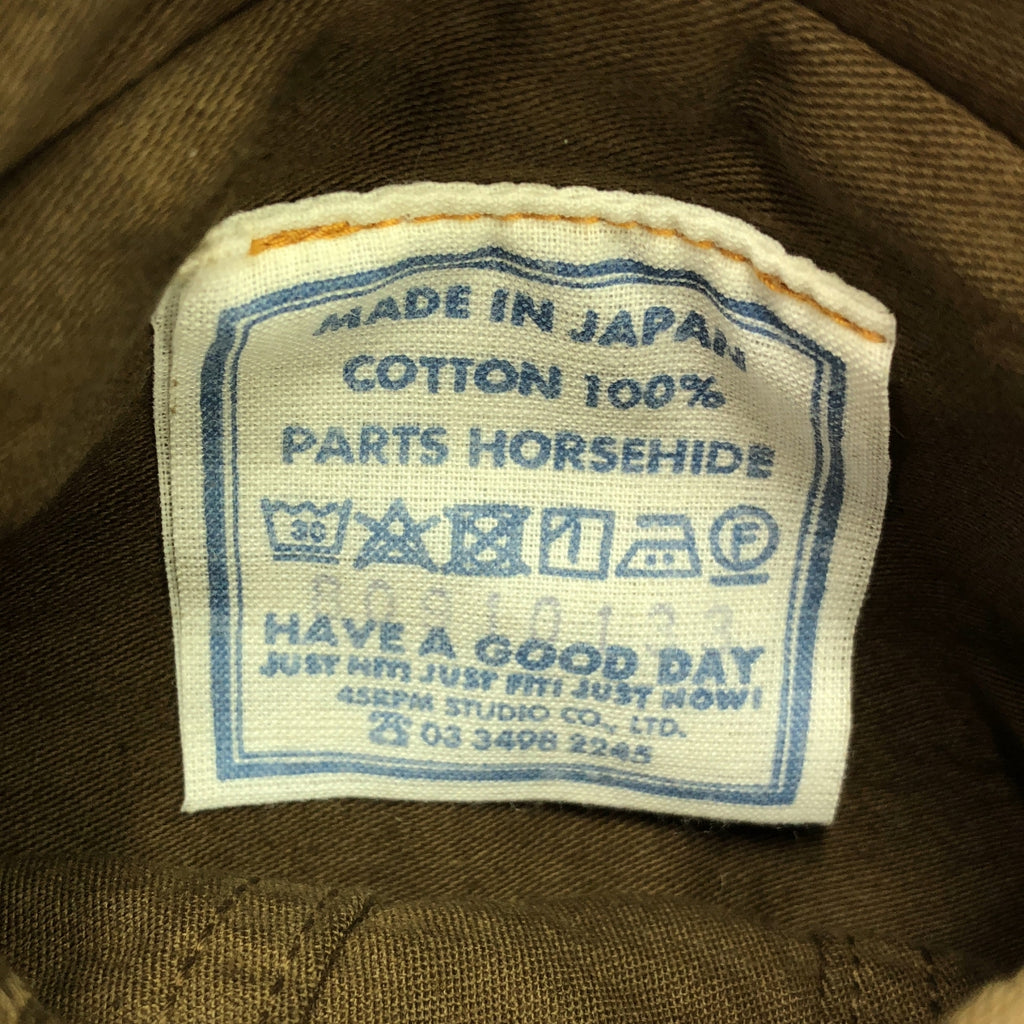 MADE IN JAPAN
COTTON 100%
PARTS HORSEHIDE
30 F
HAVE A GOOD DAY
JUST HIT! JUST FIT! JUST NOW!
45RPM STUDIO CO., LTD.
☎ 03 3498 2245